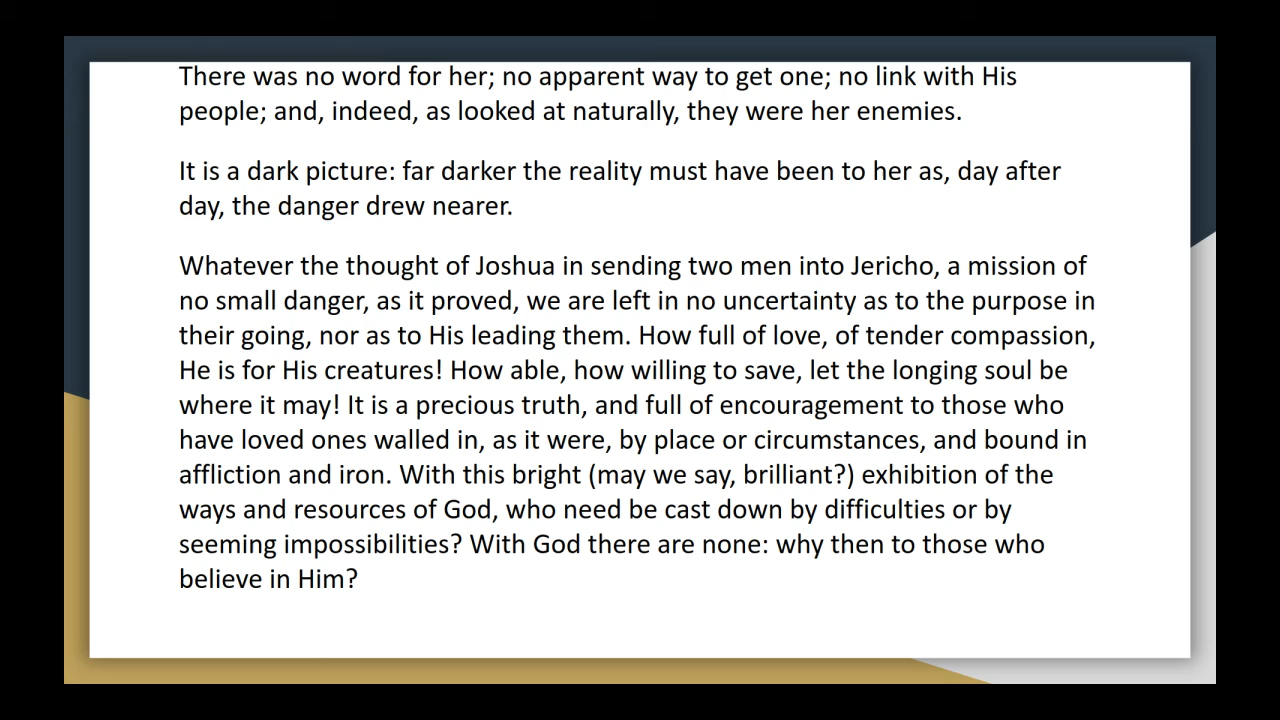 There was no word for her; no apparent way to get one; no link with His
people; and, indeed, as looked at naturally, they were her enemies.
It is a dark picture: far darker the reality must have been to her as, day after
day, the danger drew nearer.
Whatever the thought of Joshua in sending two men into Jericho, a mission of
no small danger, as it proved, we are left in no uncertainty as to the purpose in
their going, nor as to His leading them. How full of love, of tender compassion,
He is for His creatures! How able, how willing to save, let the longing soul be
where it may! It is a precious truth, and full of encouragement to those who
have loved ones walled in, as it were, by place or circumstances, and bound in
affliction and iron. With this bright (may we say, brilliant?) exhibition of the
ways and resources of God, who need be cast down by difficulties or by
seeming impossibilities? With God there are none: why then to those who
believe in Him?